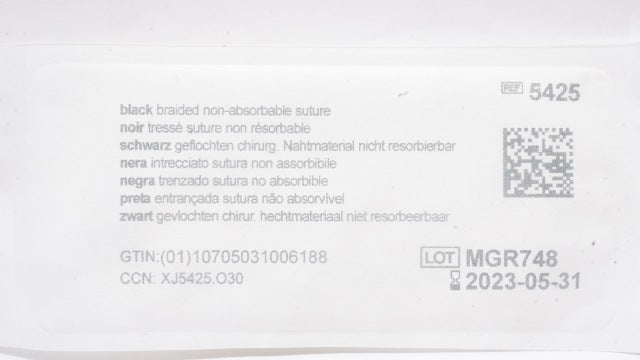 REF 5425
black braided non-absorbable suture
noir tressé suture non résorbable
schwarz geflochten chirurg. Nahtmaterial nicht resorbierbar
nera intrecciato sutura non assorbibile
negra trenzado sutura no absorbible
preta entrançada sutura não absorvivel
zwart gevlochten chirur. hechtmateriaal niet resorbeerbaar
GTIN:(01)10705031006188
CCN: XJ5425.O30
LOT MGR748
2023-05-31